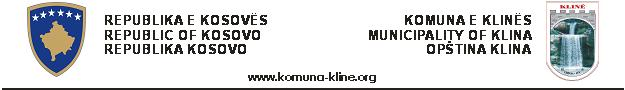 REPUBLIKA E KOSOVËS
REPUBLIC OF KOSOVO
REPUBLIKA KOSOVO
KOMUNA E KLINËS
MUNICIPALITY OF KLINA
OPŠTINA KLINA
KLINË
www.komuna-kline.org